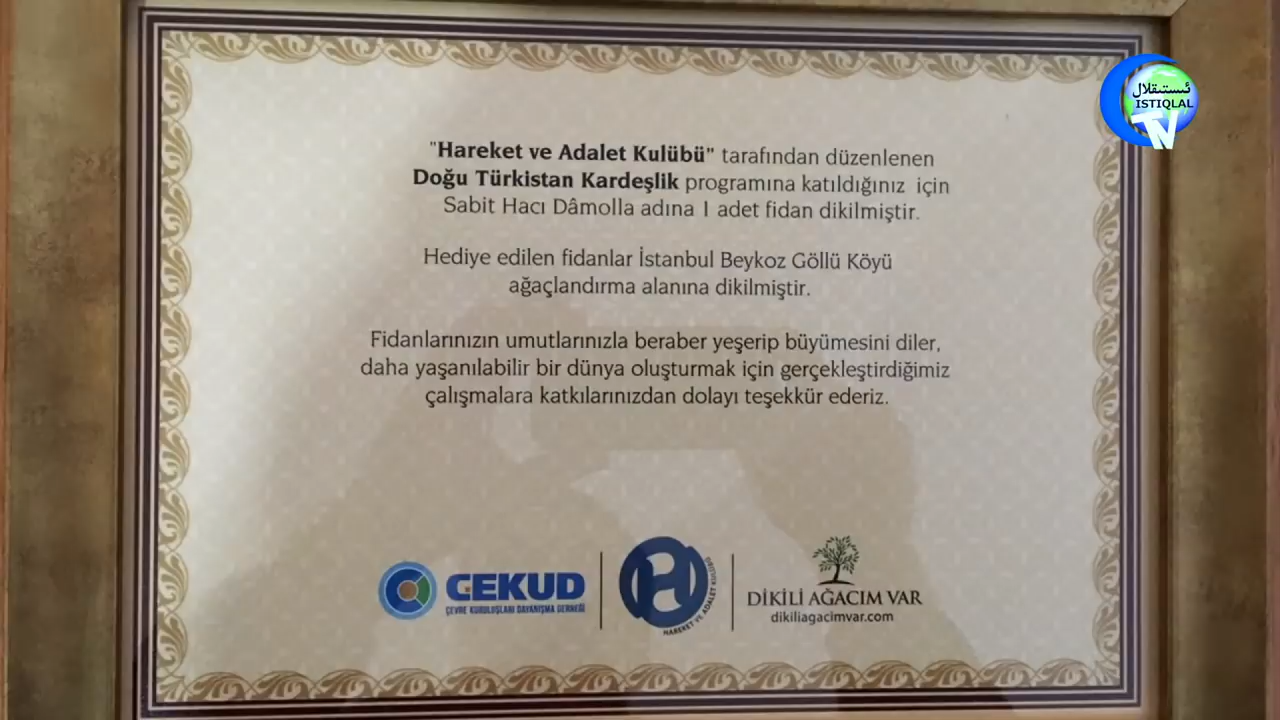 ئىستىقلال
ISTIQLAL
TV
"Hareket ve Adalet Kulübü" tarafından düzenlenen
Doğu Türkistan Kardeşlik programına katıldığınız için
Sabit Hacı Dâmolla adına 1 adet fidan dikilmiştir.
Hediye edilen fidanlar İstanbul Beykoz Göllü Köyü
ağaçlandırma alanına dikilmiştir.
Fidanlarınızın umutlarınızla beraber yeşerip büyümesini diler,
daha yaşanılabilir bir dünya oluşturmak için gerçekleştirdiğimiz
çalışmalara katkılarınızdan dolayı teşekkür ederiz.
ÇEKUD
ÇEVRE KURULUŞLARI DAYANIŞMA DERNEĞİ
HAREKET VE ADALET KULÜBÜ
DİKİLİ AĞACIM VAR
dikiliagacimvar.com